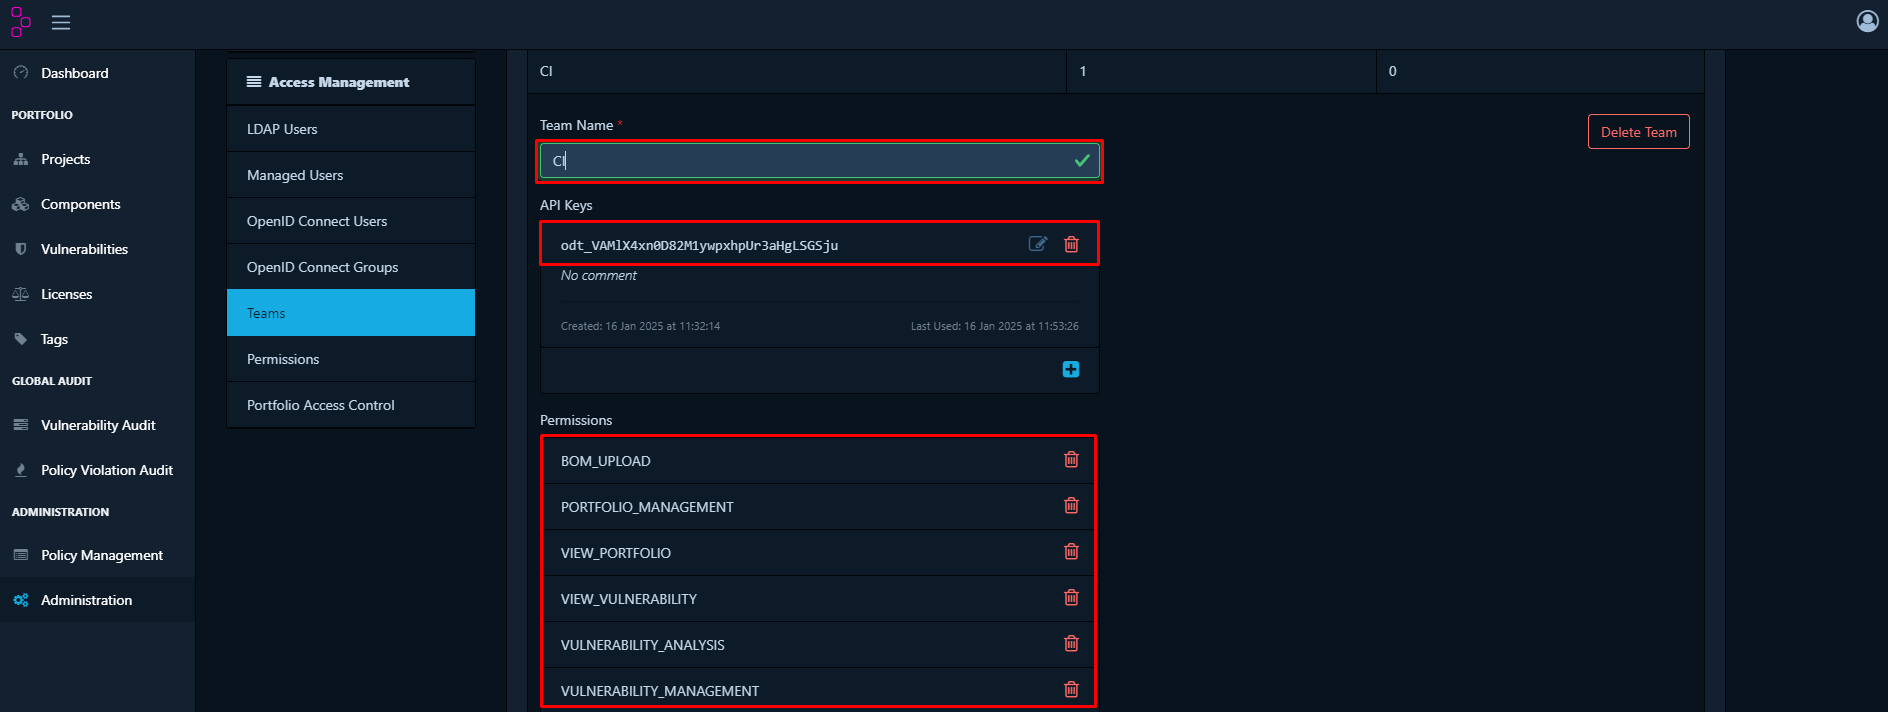 Dashboard
PORTFOLIO
Projects
Components
Vulnerabilities
Licenses
Tags
GLOBAL AUDIT
Vulnerability Audit
Policy Violation Audit
ADMINISTRATION
Policy Management
Administration
Access Management
LDAP Users
Managed Users
OpenID Connect Users
OpenID Connect Groups
Teams
Permissions
Portfolio Access Control
CI 1 0
Team Name *
Delete Team
CI
API Keys
odt_VAMlX4xn0D82M1ywpxhpUr3aHgLSGSju
No comment
Created: 16 Jan 2025 at 11:32:14 Last Used: 16 Jan 2025 at 11:53:26
Permissions
BOM_UPLOAD
PORTFOLIO_MANAGEMENT
VIEW_PORTFOLIO
VIEW_VULNERABILITY
VULNERABILITY_ANALYSIS
VULNERABILITY_MANAGEMENT